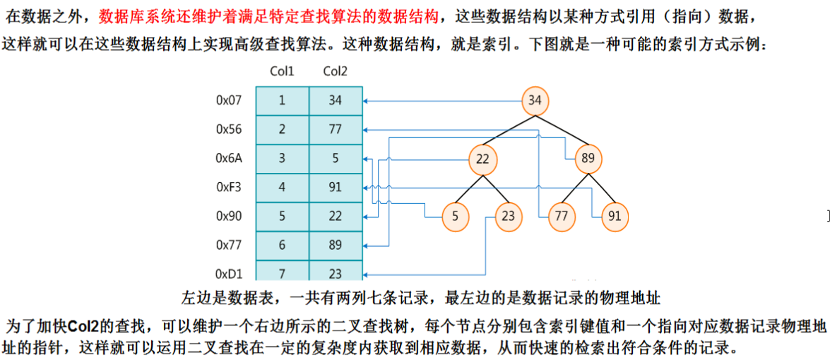 在数据之外，数据库系统还维护着满足特定查找算法的数据结构，这些数据结构以某种方式引用（指向）数据，
这样就可以在这些数据结构上实现高级查找算法。这种数据结构，就是索引。下图就是一种可能的索引方式示例：
Col1 Col2
0x07 1 34 34
0x56 2 77
0x6A 3 5 22 89
0xF3 4 91
0x90 5 22 5 23 77 91
0x77 6 89
0xD1 7 23
左边是数据表，一共有两列七条记录，最左边的是数据记录的物理地址
为了加快Col2的查找，可以维护一个右边所示的二叉查找树，每个节点分别包含索引键值和一个指向对应数据记录物理地
址的指针，这样就可以运用二叉查找在一定的复杂度内获取到相应数据，从而快速的检索出符合条件的记录。